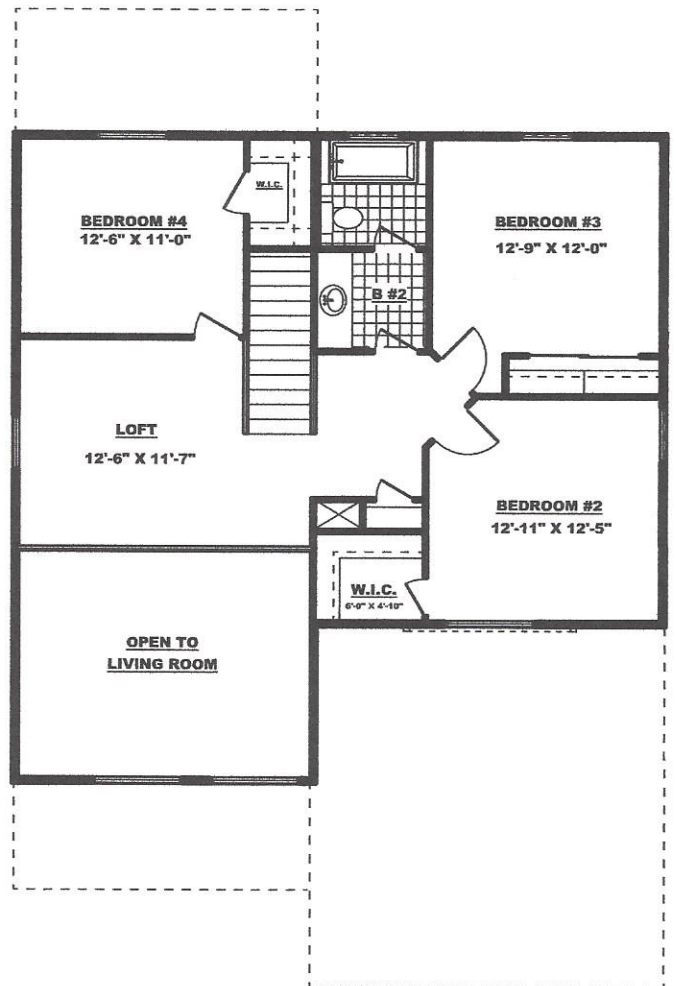 BEDROOM #4
12'-6" X 11'-0"
W.I.C.
BEDROOM #3
12'-9" X 12'-0"
B #2
LOFT
12'-6" X 11'-7"
BEDROOM #2
12'-11" X 12'-5"
W.I.C.
6'-0" X 4'-10"
OPEN TO
LIVING ROOM